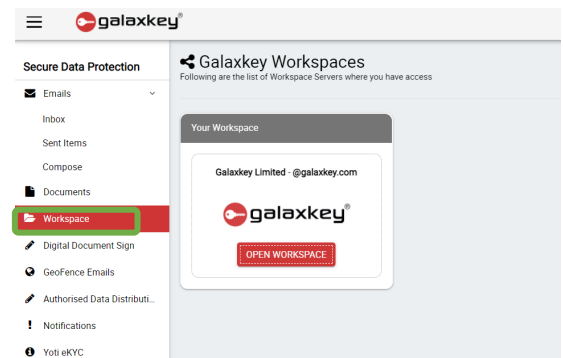 galaxkey®
Secure Data Protection
Emails
Inbox
Sent Items
Compose
Documents
Workspace
Digital Document Sign
GeoFence Emails
Authorised Data Distributi...
Notifications
Yoti eKYC
Galaxkey Workspaces
Following are the list of Workspace Servers where you have access
Your Workspace
Galaxkey Limited - @galaxkey.com
galaxkey®
OPEN WORKSPACE